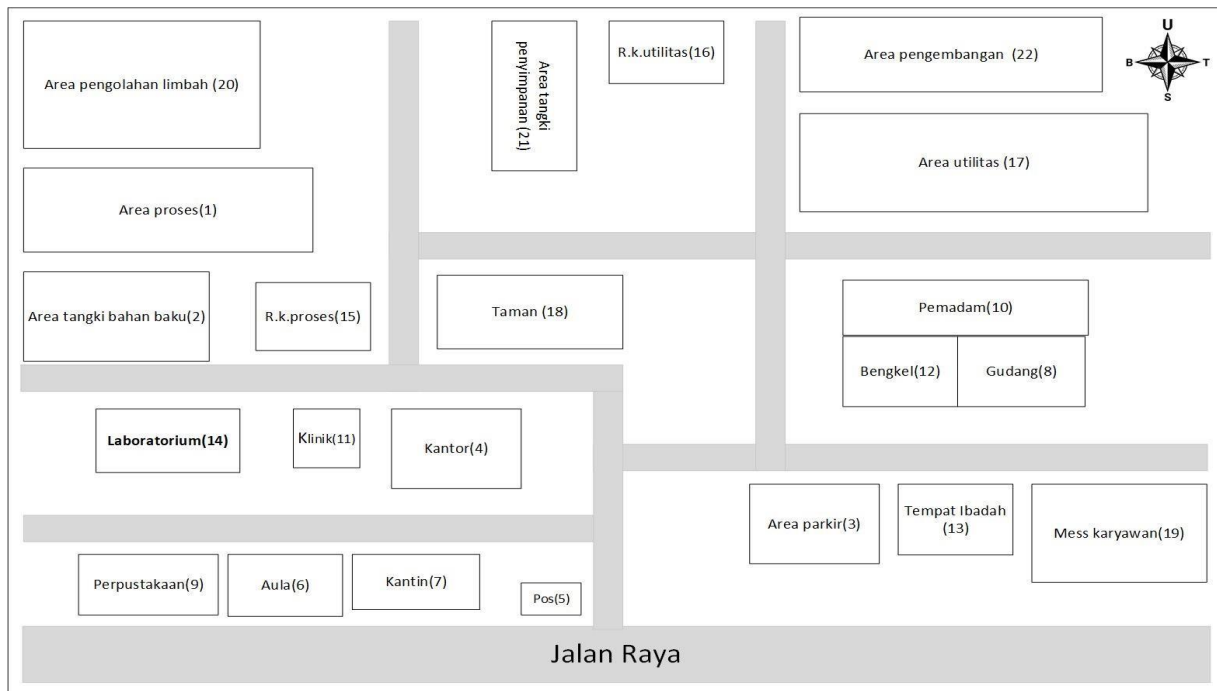 Area pengolahan limbah (20)
Area tangki
penyimpanan (21)
R.k.utilitas(16)
Area pengembangan (22)
U
B
T
S
Area utilitas (17)
Area proses(1)
Area tangki bahan baku(2)
R.k.proses(15)
Taman (18)
Pemadam(10)
Bengkel(12)
Gudang(8)
Laboratorium(14)
Klinik(11)
Kantor(4)
Area parkir(3)
Tempat Ibadah
(13)
Mess karyawan(19)
Perpustakaan(9)
Aula(6)
Kantin(7)
Pos(5)
Jalan Raya